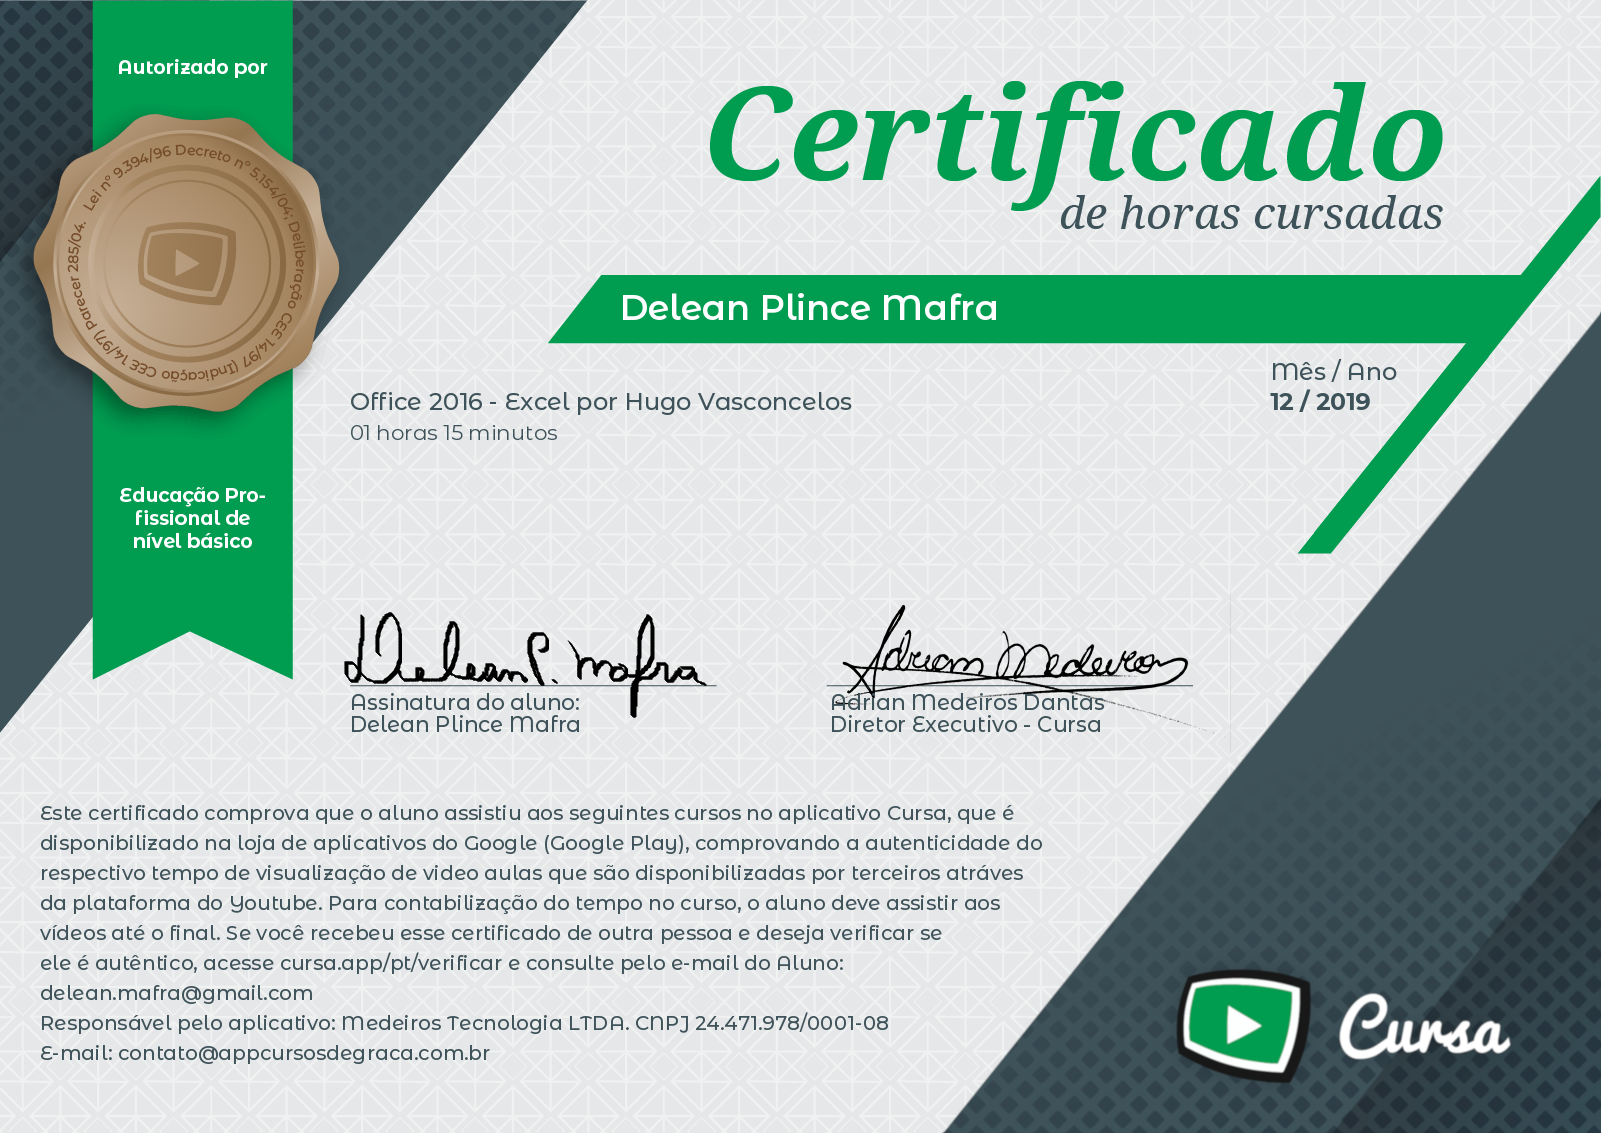 Autorizado por
Lei nº 9.394/96 Decreto nº 5.154/04; Deliberação CEE 14/97 (Indicação CEE 14/97) Parecer 285/04.
Educação Pro-
fissional de
nível básico
Certificado
de horas cursadas
Delean Plince Mafra
Mês / Ano
12 / 2019
Office 2016 - Excel por Hugo Vasconcelos
01 horas 15 minutos
Delean P. Mafra
Adrian Medeiros
Assinatura do aluno:
Delean Plince Mafra
Adrian Medeiros Dantas
Diretor Executivo - Cursa
Este certificado comprova que o aluno assistiu aos seguintes cursos no aplicativo Cursa, que é
disponibilizado na loja de aplicativos do Google (Google Play), comprovando a autenticidade do
respectivo tempo de visualização de video aulas que são disponibilizadas por terceiros atráves
da plataforma do Youtube. Para contabilização do tempo no curso, o aluno deve assistir aos
vídeos até o final. Se você recebeu esse certificado de outra pessoa e deseja verificar se
ele é autêntico, acesse cursa.app/pt/verificar e consulte pelo e-mail do Aluno:
delean.mafra@gmail.com
Responsável pelo aplicativo: Medeiros Tecnologia LTDA. CNPJ 24.471.978/0001-08
E-mail: contato@appcursosdegraca.com.br
Cursa